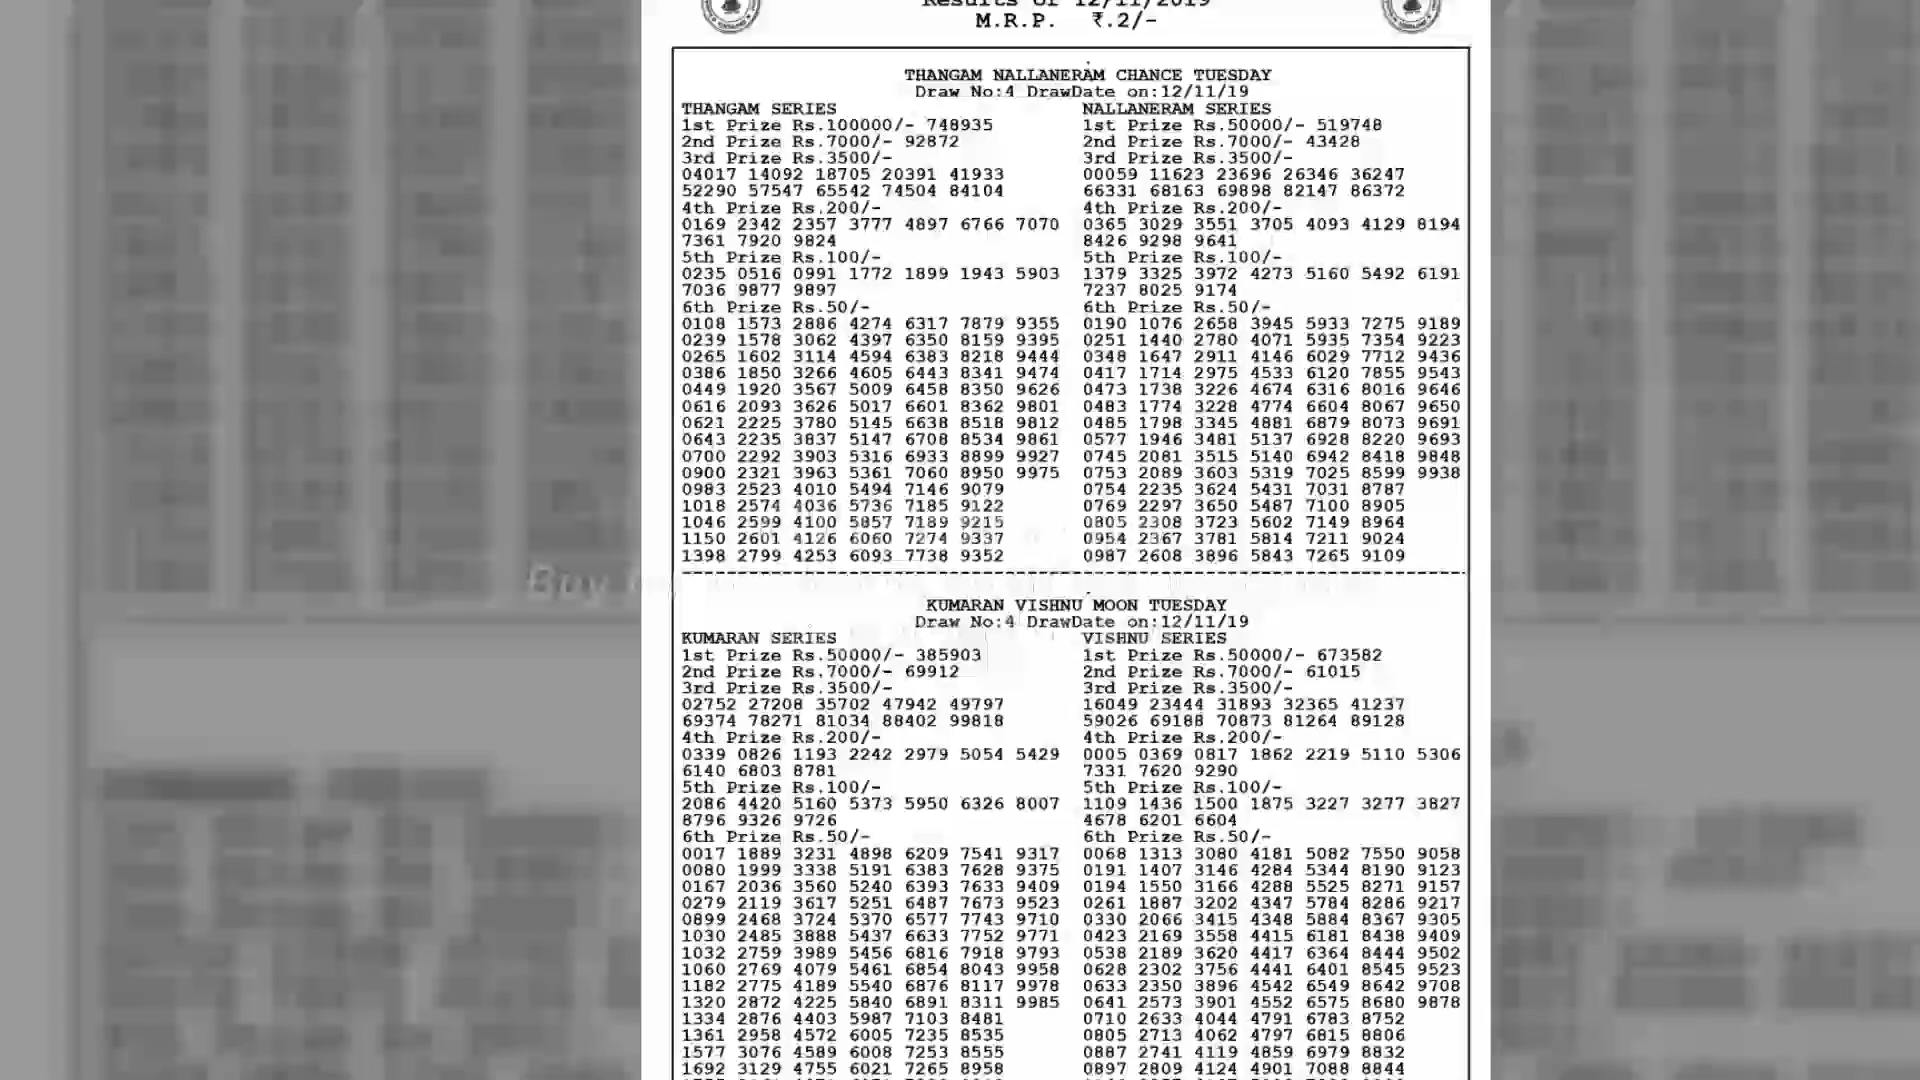 Results of 12/11/2019
M.R.P. ₹.2/-
THANGAM NALLANERAM CHANCE TUESDAY
Draw No:4 DrawDate on:12/11/19
THANGAM SERIES
1st Prize Rs.100000/- 748935
2nd Prize Rs.7000/- 92872
3rd Prize Rs.3500/-
04017 14092 18705 20391 41933
52290 57547 65542 74504 84104
4th Prize Rs.200/-
0169 2342 2357 3777 4897 6766 7070
7361 7920 9824
5th Prize Rs.100/-
0235 0516 0991 1772 1899 1943 5903
7036 9877 9897
6th Prize Rs.50/-
0108 1573 2886 4274 6317 7879 9355
0239 1578 3062 4397 6350 8159 9395
0265 1602 3114 4594 6383 8218 9444
0386 1850 3266 4605 6443 8341 9474
0449 1920 3567 5009 6458 8350 9626
0616 2093 3626 5017 6601 8362 9801
0621 2225 3780 5145 6638 8518 9812
0643 2235 3837 5147 6708 8534 9861
0700 2292 3903 5316 6933 8899 9927
0900 2321 3963 5361 7060 8950 9975
0983 2523 4010 5494 7146 9079
1018 2574 4036 5736 7185 9122
1046 2599 4100 5857 7189 9215
1150 2601 4126 6060 7274 9337
1398 2799 4253 6093 7738 9352
NALLANERAM SERIES
1st Prize Rs.50000/- 519748
2nd Prize Rs.7000/- 43428
3rd Prize Rs.3500/-
00059 11623 23696 26346 36247
66331 68163 69898 82147 86372
4th Prize Rs.200/-
0365 3029 3551 3705 4093 4129 8194
8426 9298 9641
5th Prize Rs.100/-
1379 3325 3972 4273 5160 5492 6191
7237 8025 9174
6th Prize Rs.50/-
0190 1076 2658 3945 5933 7275 9189
0251 1440 2780 4071 5935 7354 9223
0348 1647 2911 4146 6029 7712 9436
0417 1714 2975 4533 6120 7855 9543
0473 1738 3226 4674 6316 8016 9646
0483 1774 3228 4774 6604 8067 9650
0485 1798 3345 4881 6879 8073 9691
0577 1946 3481 5137 6928 8220 9693
0745 2081 3515 5140 6942 8418 9848
0753 2089 3603 5319 7025 8599 9938
0754 2235 3624 5431 7031 8787
0769 2297 3650 5487 7100 8905
0805 2308 3723 5602 7149 8964
0954 2367 3781 5814 7211 9024
0987 2608 3896 5843 7265 9109
Buy
KUMARAN VISHNU MOON TUESDAY
Draw No:4 DrawDate on:12/11/19
KUMARAN SERIES
1st Prize Rs.50000/- 385903
2nd Prize Rs.7000/- 69912
3rd Prize Rs.3500/-
02752 27208 35702 47942 49797
69374 78271 81034 88402 99818
4th Prize Rs.200/-
0339 0826 1193 2242 2979 5054 5429
6140 6803 8781
5th Prize Rs.100/-
2086 4420 5160 5373 5950 6326 8007
8796 9326 9726
6th Prize Rs.50/-
0017 1889 3231 4898 6209 7541 9317
0080 1999 3338 5191 6383 7628 9375
0167 2036 3560 5240 6393 7633 9409
0279 2119 3617 5251 6487 7673 9523
0899 2468 3724 5370 6577 7743 9710
1030 2485 3888 5437 6633 7752 9771
1032 2759 3989 5456 6816 7918 9793
1060 2769 4079 5461 6854 8043 9958
1182 2775 4189 5540 6876 8117 9978
1320 2872 4225 5840 6891 8311 9985
1334 2876 4403 5987 7103 8481
1361 2958 4572 6005 7235 8535
1577 3076 4589 6008 7253 8555
1692 3129 4755 6021 7265 8958
VISHNU SERIES
1st Prize Rs.50000/- 673582
2nd Prize Rs.7000/- 61015
3rd Prize Rs.3500/-
16049 23444 31893 32365 41237
59026 69188 70873 81264 89128
4th Prize Rs.200/-
0005 0369 0817 1862 2219 5110 5306
7331 7620 9290
5th Prize Rs.100/-
1109 1436 1500 1875 3227 3277 3827
4678 6201 6604
6th Prize Rs.50/-
0068 1313 3080 4181 5082 7550 9058
0191 1407 3146 4284 5344 8190 9123
0194 1550 3166 4288 5525 8271 9157
0261 1887 3202 4347 5784 8286 9217
0330 2066 3415 4348 5884 8367 9305
0423 2169 3558 4415 6181 8438 9409
0538 2189 3620 4417 6364 8444 9502
0628 2302 3756 4441 6401 8545 9523
0633 2350 3896 4542 6549 8642 9708
0641 2573 3901 4552 6575 8680 9878
0710 2633 4044 4791 6783 8752
0805 2713 4062 4797 6815 8806
0887 2741 4119 4859 6979 8832
0897 2809 4124 4901 7088 8844